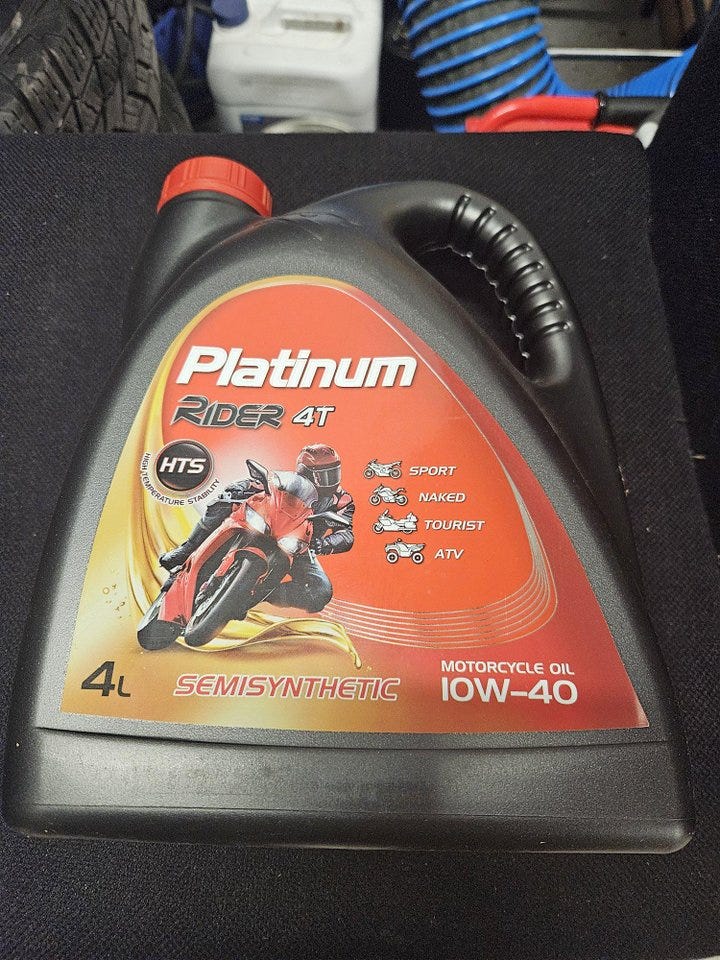 Platinum
RIDER 4T
HTS
HIGH TEMPERATURE STABILITY
SPORT
NAKED
TOURIST
ATV
4L
SEMISYNTHETIC
MOTORCYCLE OIL
10W-40